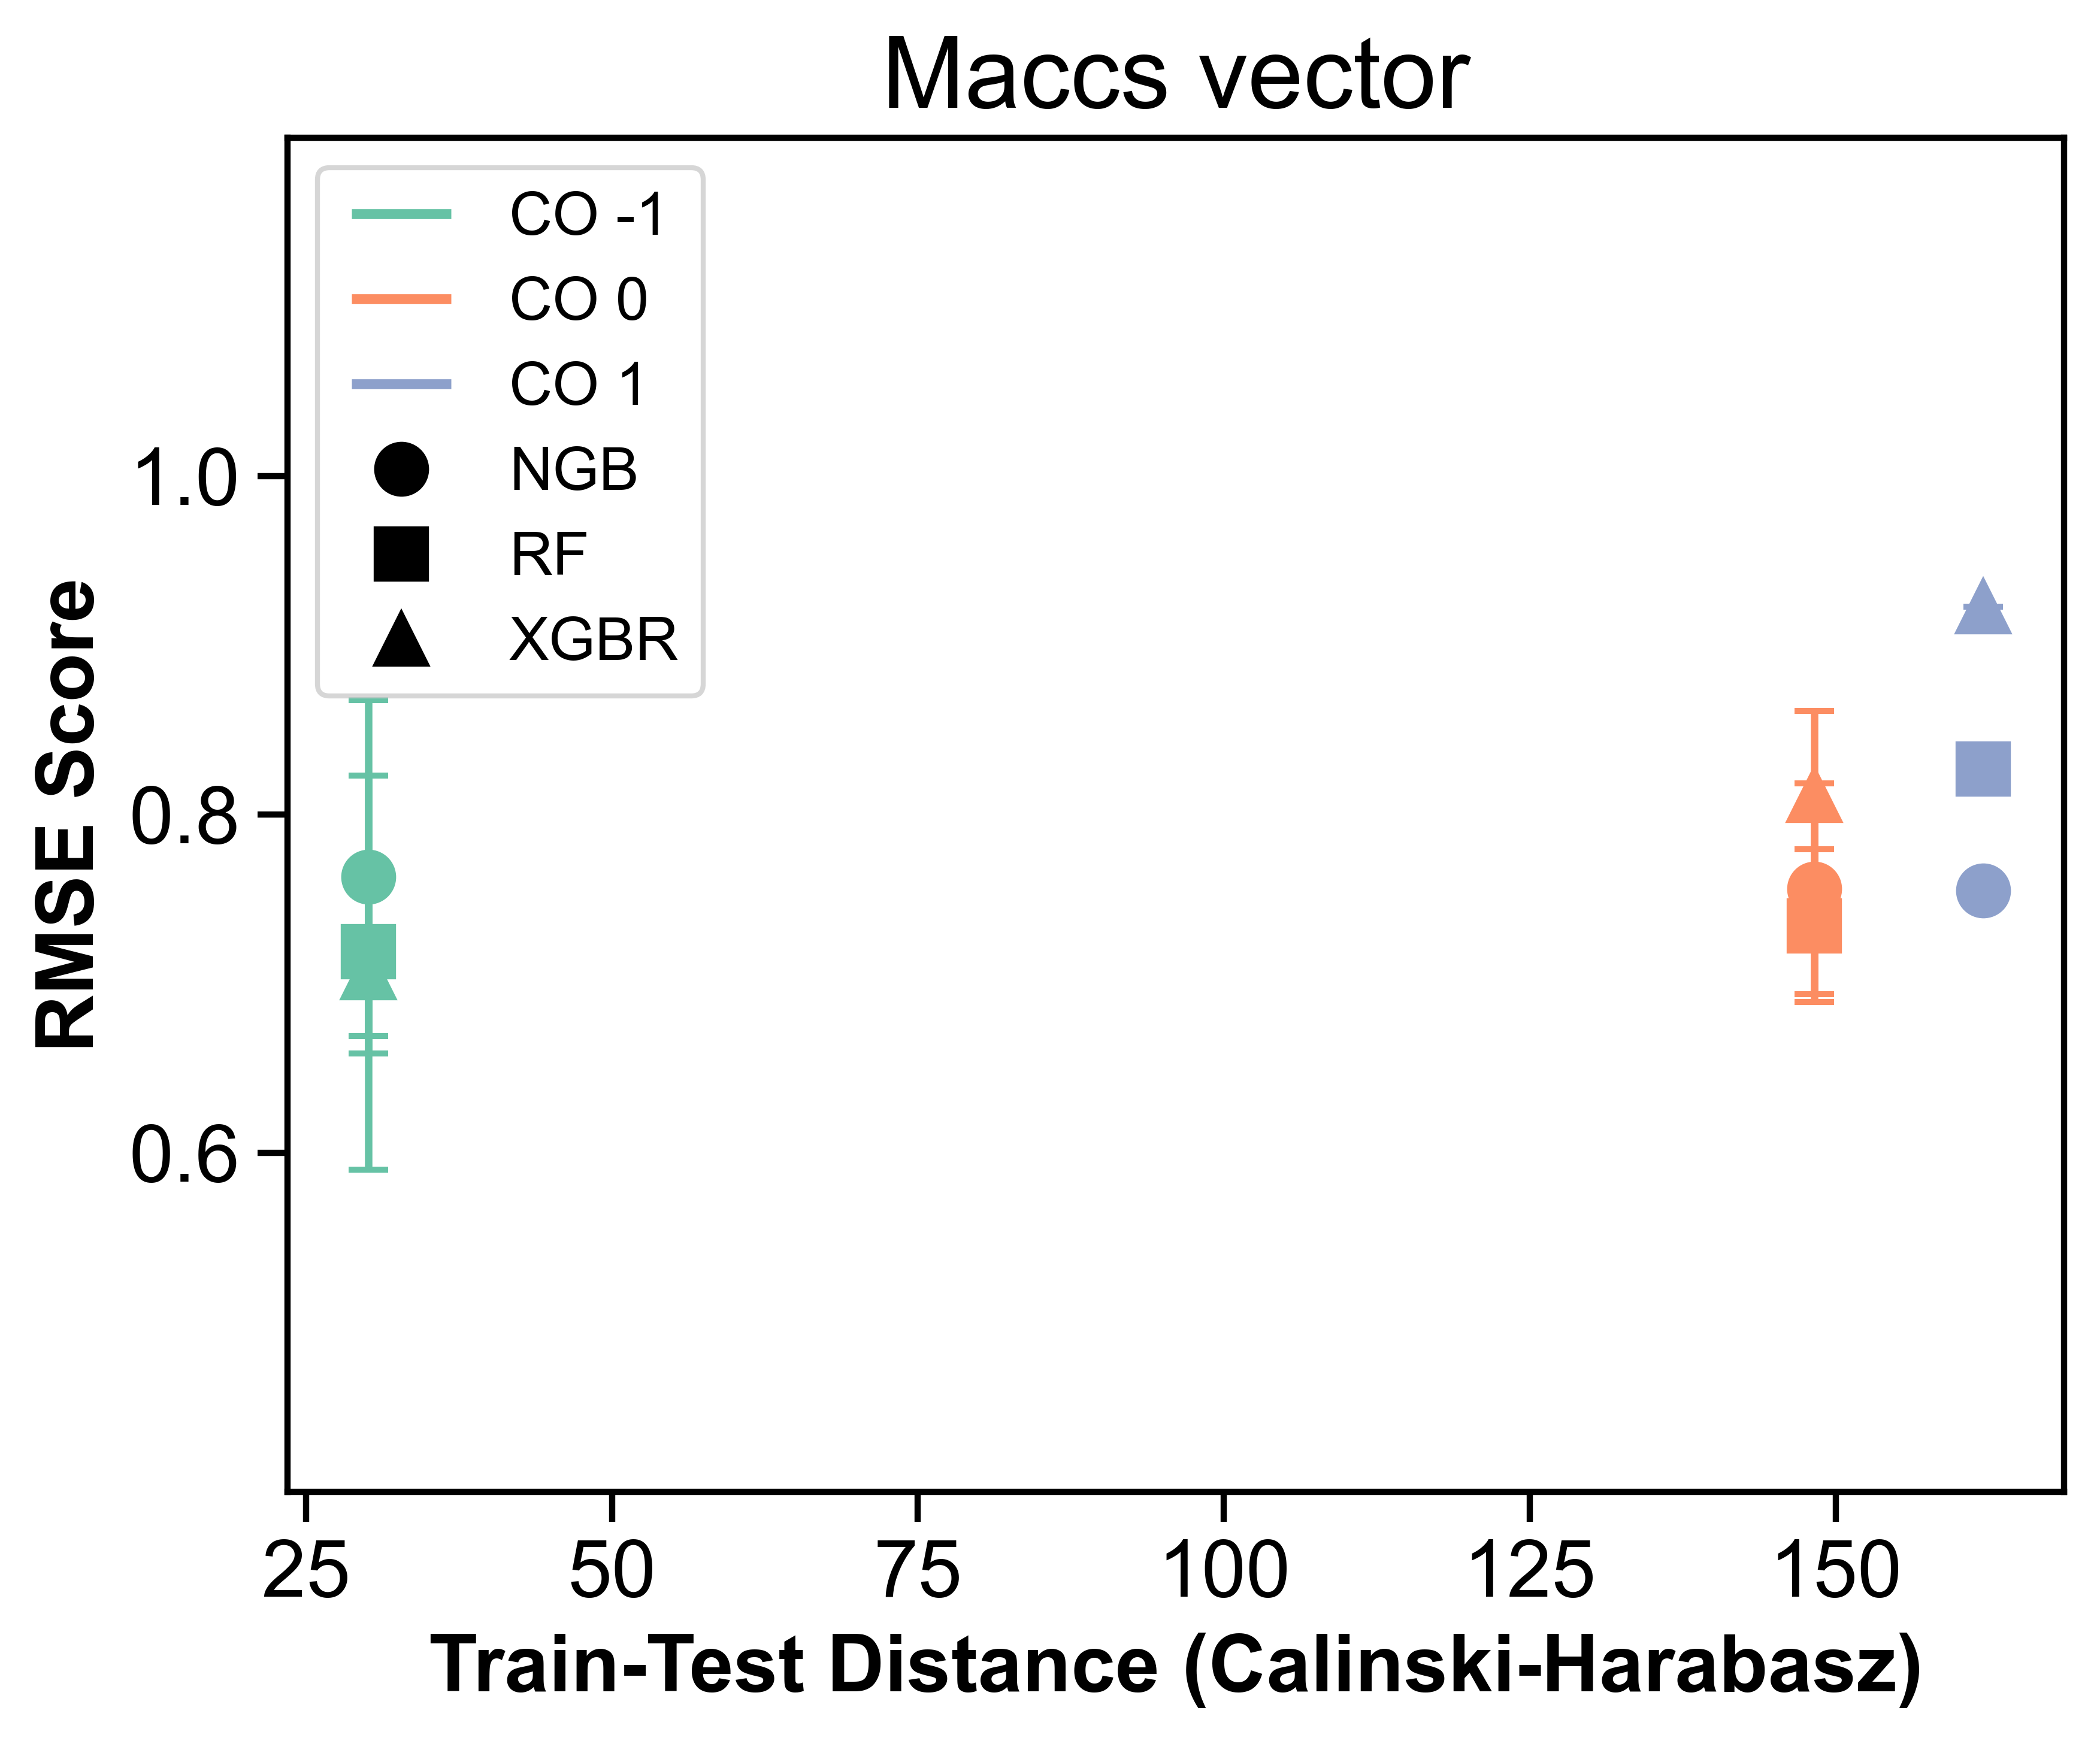 Maccs vector
CO -1
CO 0
CO 1
NGB
RF
XGBR
RMSE Score
1.0
0.8
0.6
25 50 75 100 125 150
Train-Test Distance (Calinski-Harabasz)